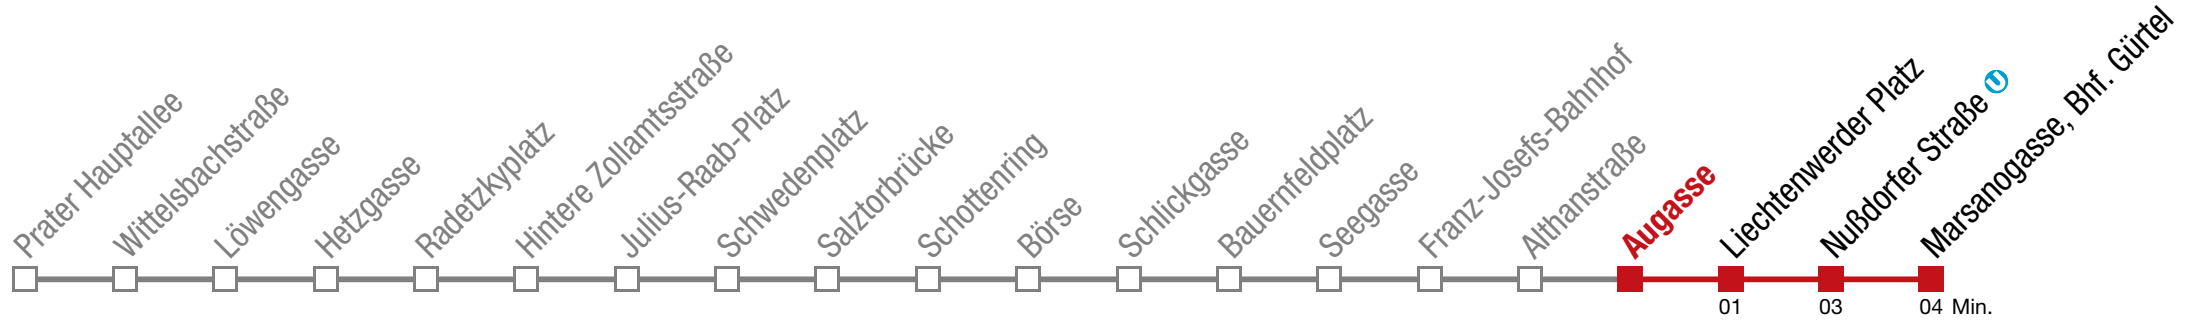 Prater Hauptallee
Wittelsbachstraße
Löwengasse
Hetzgasse
Radetzkyplatz
Hintere Zollamtsstraße
Julius-Raab-Platz
Schwedenplatz
Salztorbrücke
Schottenring
Börse
Schlickgasse
Bauernfeldplatz
Seegasse
Franz-Josefs-Bahnhof
Althanstraße
Augasse
Liechtenwerder Platz
Nußdorfer Straße U
Marsanogasse, Bhf. Gürtel
01 03 04 Min.